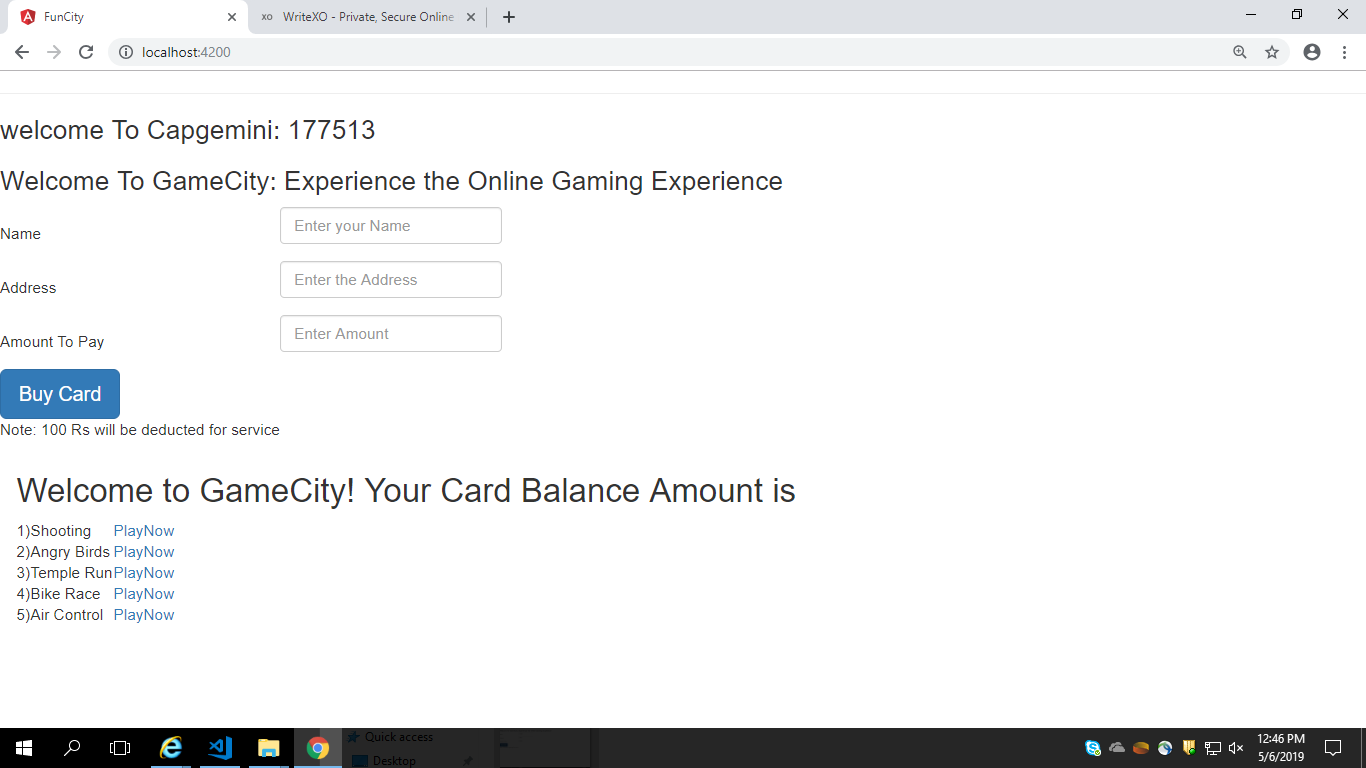 FunCity
XO WriteXO - Private, Secure Online
localhost:4200
welcome To Capgemini: 177513
Welcome To GameCity: Experience the Online Gaming Experience
Name Enter your Name
Address Enter the Address
Amount To Pay Enter Amount
Buy Card
Note: 100 Rs will be deducted for service
Welcome to GameCity! Your Card Balance Amount is
1)Shooting PlayNow
2)Angry Birds PlayNow
3)Temple Run PlayNow
4)Bike Race PlayNow
5)Air Control PlayNow
Quick access
Desktop
12:46 PM
5/6/2019